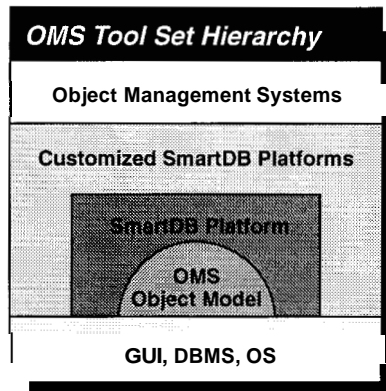 OMS Tool Set Hierarchy
Object Management Systems
Customized SmartDB Platforms
SmartDB Platform
OMS
Object Model
GUI, DBMS, OS